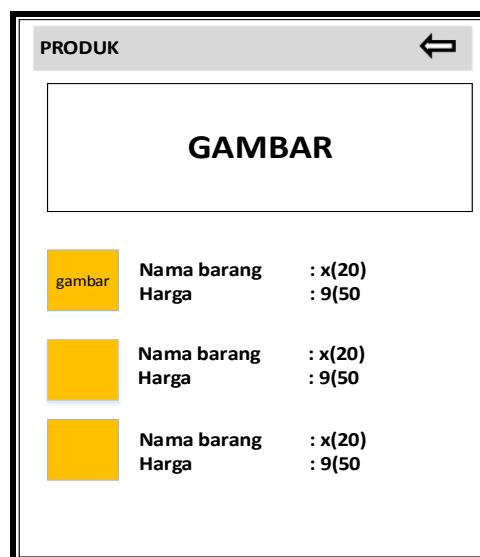 PRODUK
GAMBAR
gambar
Nama barang : x(20)
Harga : 9(50
Nama barang : x(20)
Harga : 9(50
Nama barang : x(20)
Harga : 9(50